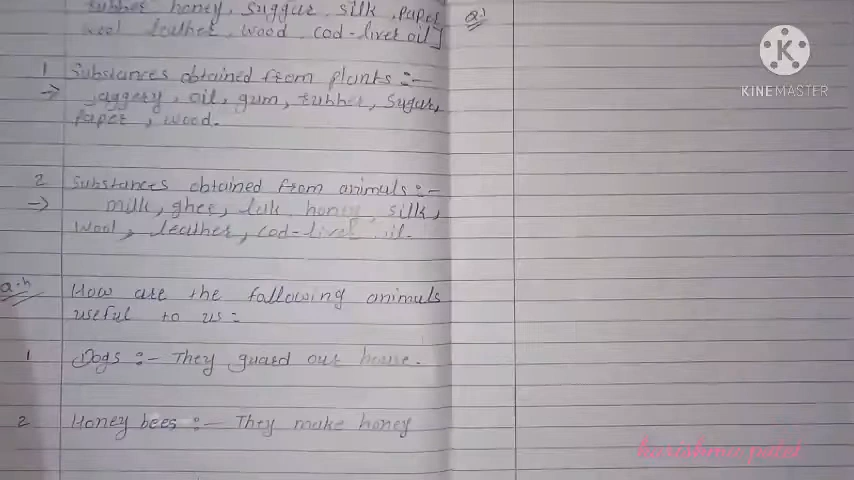 rubber honey, suggar, silk, paper
wool leather, wood, cod-liver oil]
Q:)
1 Substances obtained from plants :-
→ jaggery, oil, gum, rubber, sugar,
paper, wood.
2 Substances obtained from animals :-
→ milk, ghee, lak honey, silk,
wool, leather, cod-liver oil.
How are the following animals
useful to us:
1 Dogs :- They guard our house.
2 Honey bees :- They make honey
K
KINEMASTER